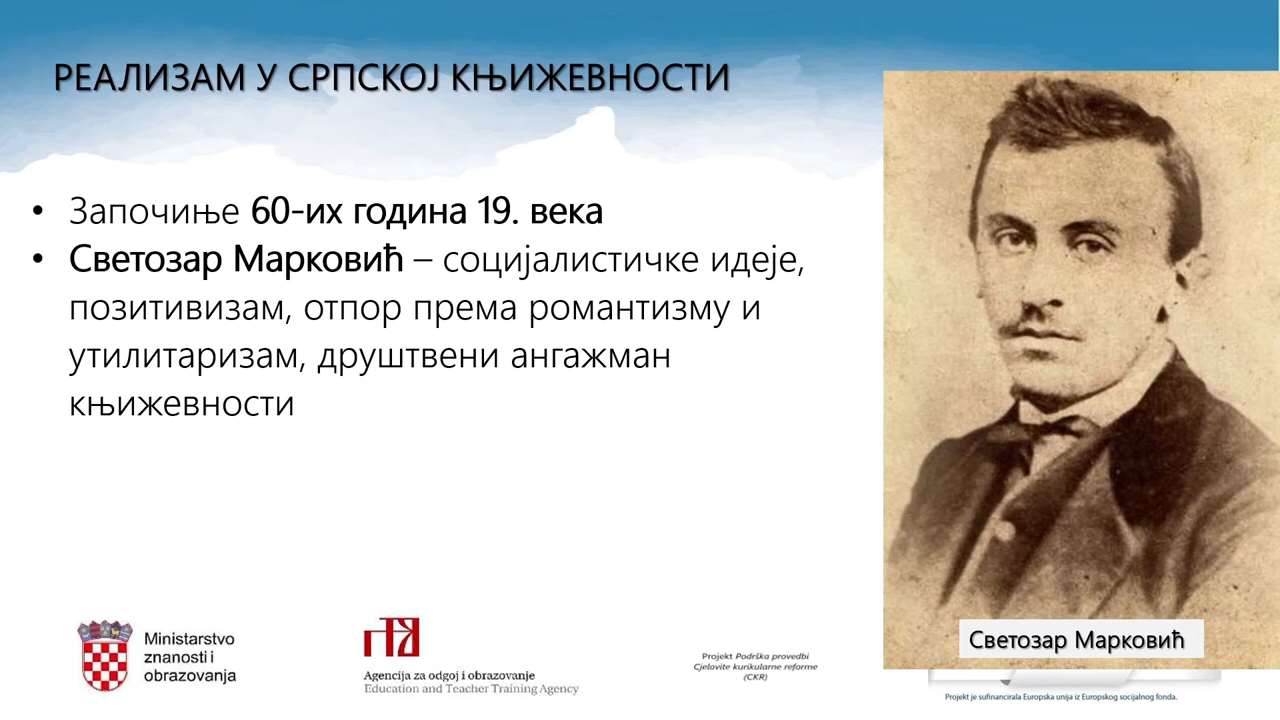 РЕАЛИЗАМ У СРПСКОЈ КЊИЖЕВНОСТИ
• Започиње 60-их година 19. века
• Светозар Марковић – социјалистичке идеје,
позитивизам, отпор према романтизму и
утилитаризам, друштвени ангажман
књижевности
Светозар Марковић
Ministarstvo
znanosti i
obrazovanja
Agencija za odgoj i obrazovanje
Education and Teacher Training Agency
Projekt Podrška provedbi
Cjelovite kurikularne reforme
(CKR)
Projekt je sufinancirala Europska unija iz Europskog socijalnog fonda.